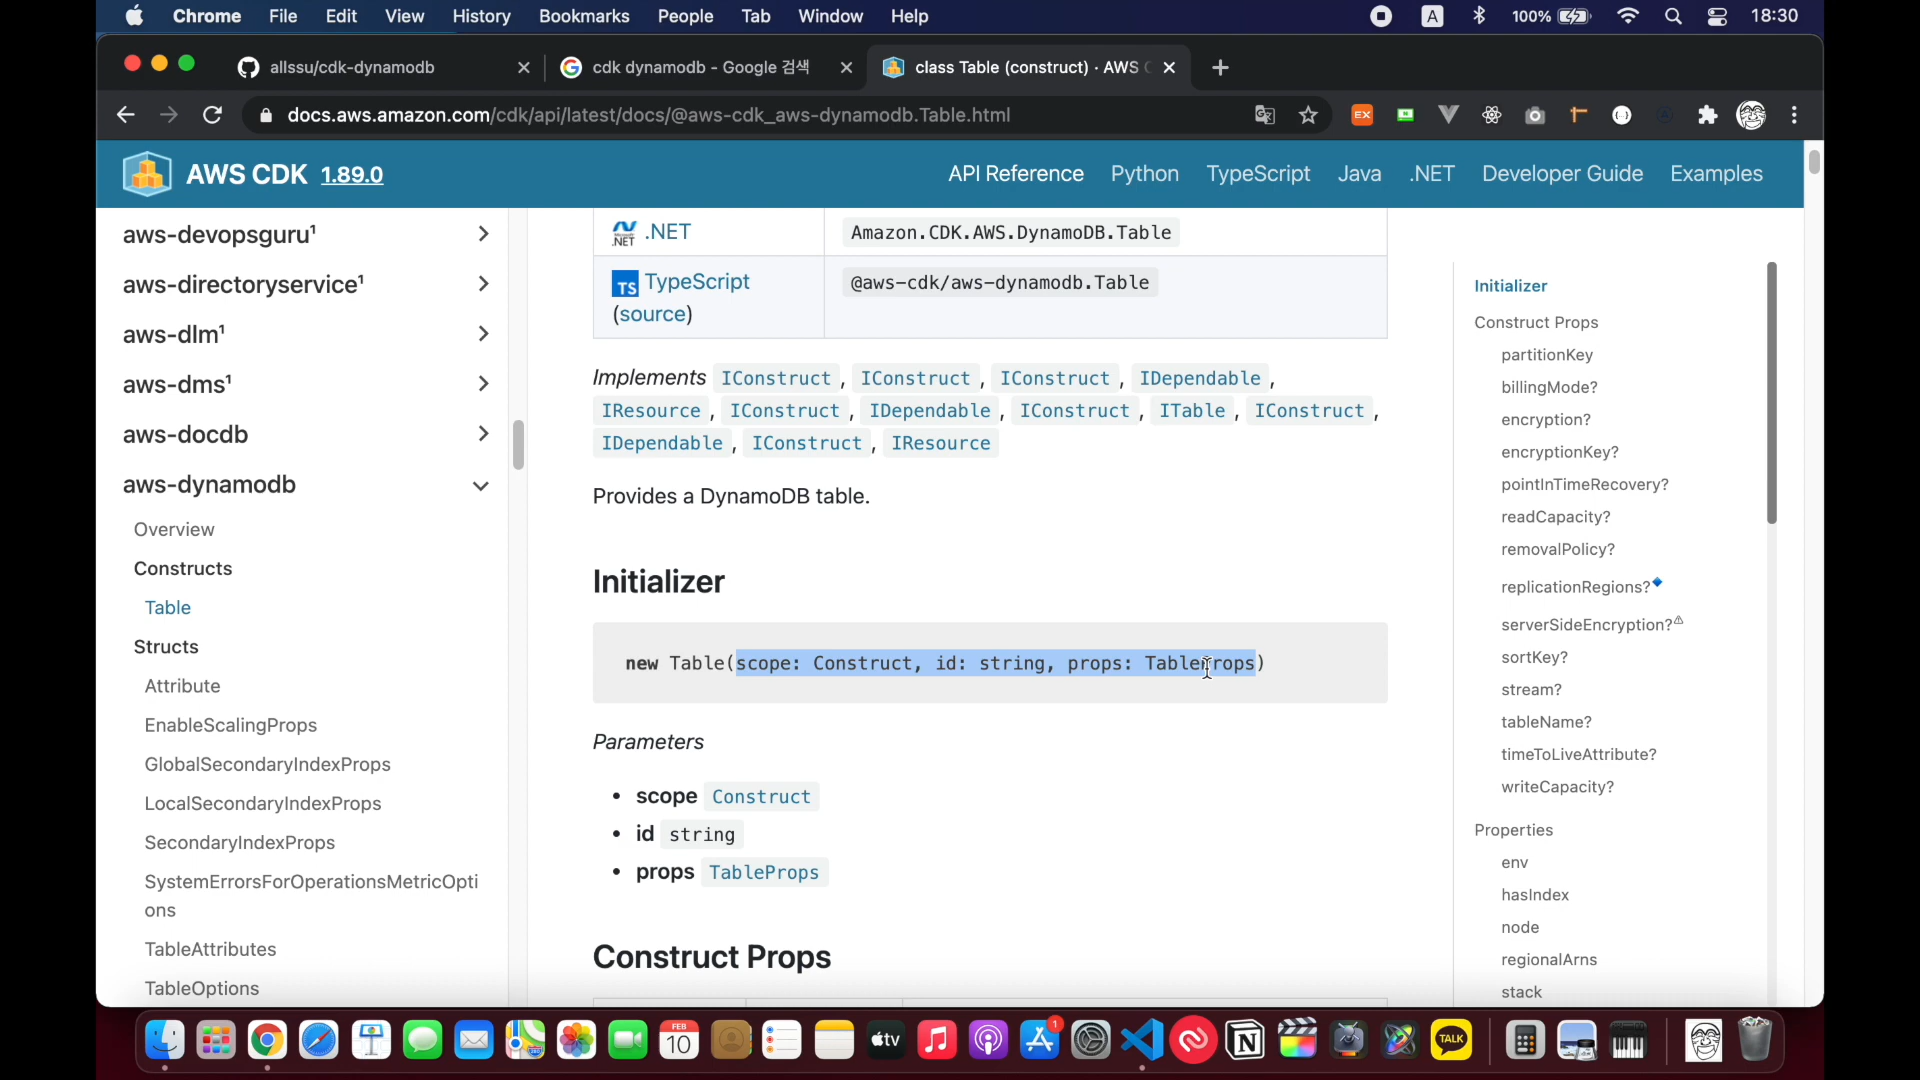 Chrome File Edit View History Bookmarks People Tab Window Help
A 100% 18:30
allssu/cdk-dynamodb
cdk dynamodb - Google 검색
class Table (construct) · AWS C
docs.aws.amazon.com/cdk/api/latest/docs/@aws-cdk_aws-dynamodb.Table.html
EX
AWS CDK 1.89.0
API Reference Python TypeScript Java .NET Developer Guide Examples
aws-devopsguru¹
aws-directoryservice¹
aws-dlm¹
aws-dms¹
aws-docdb
aws-dynamodb
Overview
Constructs
Table
Structs
Attribute
EnableScalingProps
GlobalSecondaryIndexProps
LocalSecondaryIndexProps
SecondaryIndexProps
SystemErrorsForOperationsMetricOpti
ons
TableAttributes
TableOptions
.NET Amazon.CDK.AWS.DynamoDB.Table
TS TypeScript @aws-cdk/aws-dynamodb.Table
(source)
Implements IConstruct , IConstruct , IConstruct , IDependable ,
IResource , IConstruct , IDependable , IConstruct , ITable , IConstruct ,
IDependable , IConstruct , IResource
Provides a DynamoDB table.
Initializer
new Table(scope: Construct, id: string, props: TableProps)
Parameters
• scope Construct
• id string
• props TableProps
Construct Props
Initializer
Construct Props
partitionKey
billingMode?
encryption?
encryptionKey?
pointInTimeRecovery?
readCapacity?
removalPolicy?
replicationRegions?
serverSideEncryption?⚠
sortKey?
stream?
tableName?
timeToLiveAttribute?
writeCapacity?
Properties
env
hasIndex
node
regionalArns
stack
FEB
10
tv
1
TALK